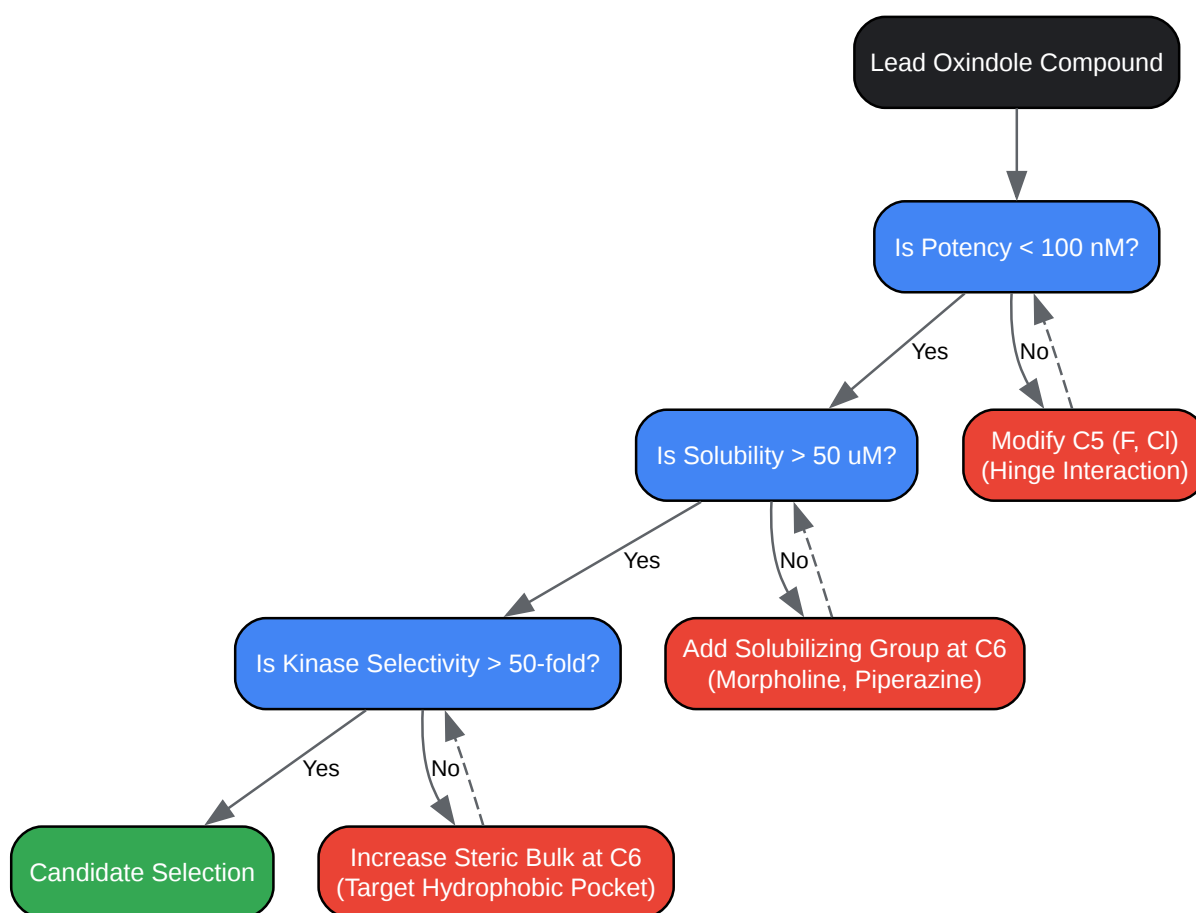 Lead Oxindole Compound
Is Potency < 100 nM?
Yes
No
Is Solubility > 50 uM?
Modify C5 (F, Cl)
(Hinge Interaction)
Yes
No
Is Kinase Selectivity > 50-fold?
Add Solubilizing Group at C6
(Morpholine, Piperazine)
Yes
No
Candidate Selection
Increase Steric Bulk at C6
(Target Hydrophobic Pocket)